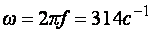 ω = 2πf = 314c⁻¹